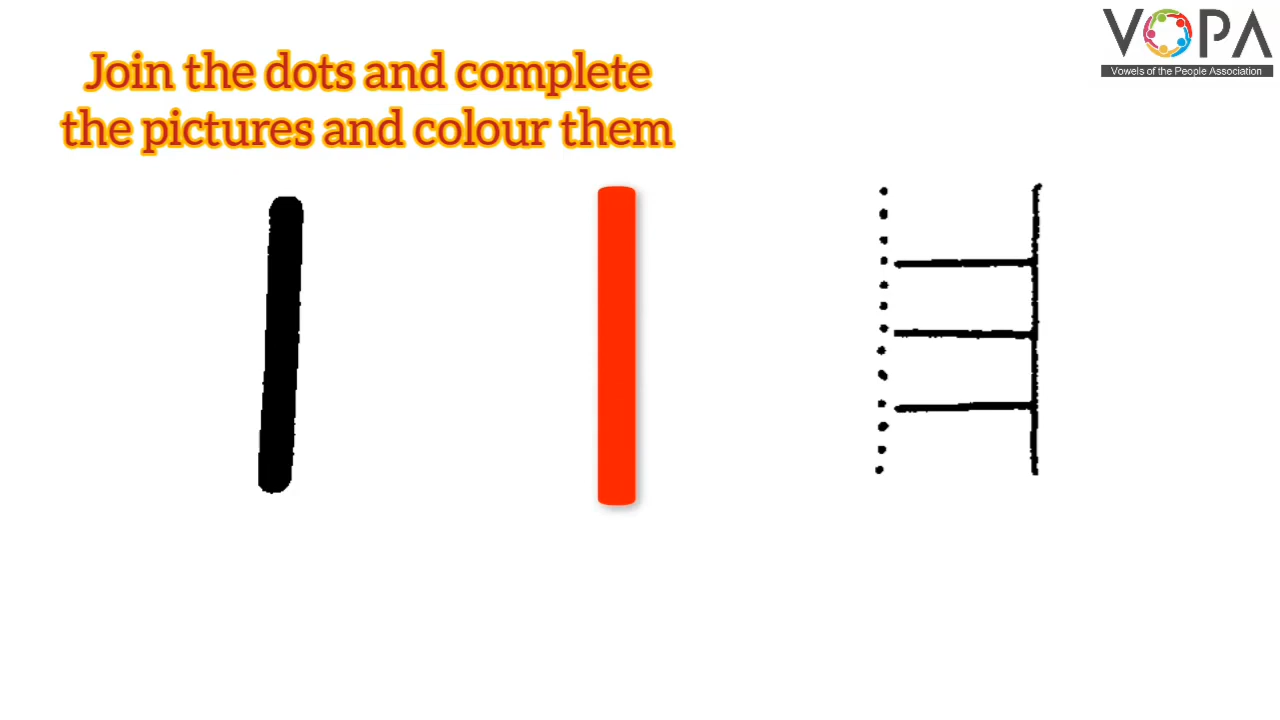 VOPA
Vowels of the People Association
Join the dots and complete
the pictures and colour them